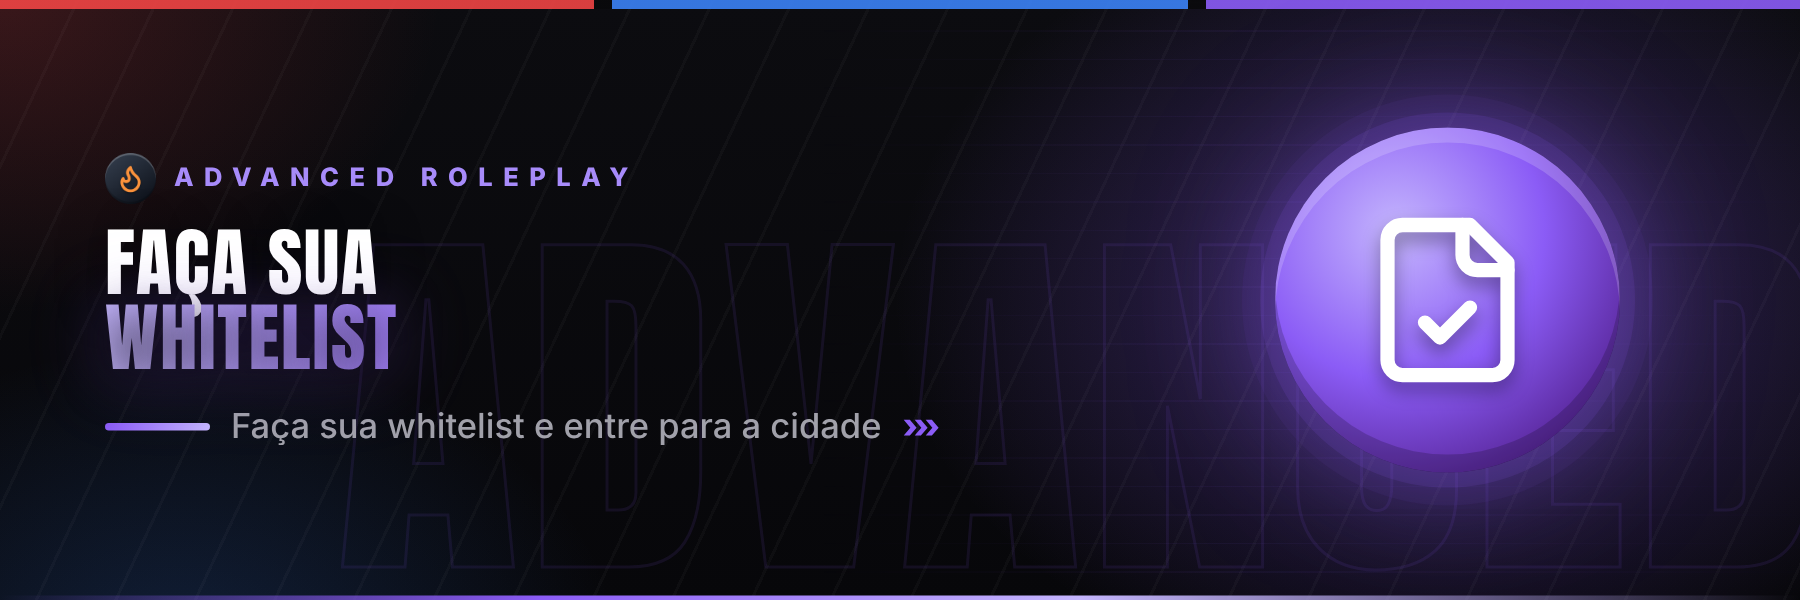 ADVANCED ROLEPLAY
FAÇA SUA
WHITELIST
Faça sua whitelist e entre para a cidade
ADVANCED